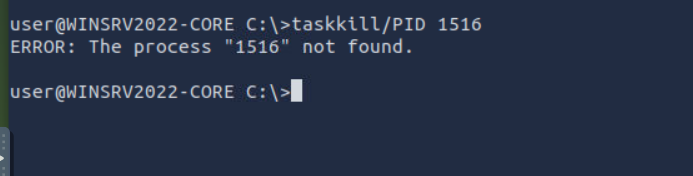 user@WINSRV2022-CORE C:\>taskkill/PID 1516
ERROR: The process "1516" not found.
user@WINSRV2022-CORE C:\>